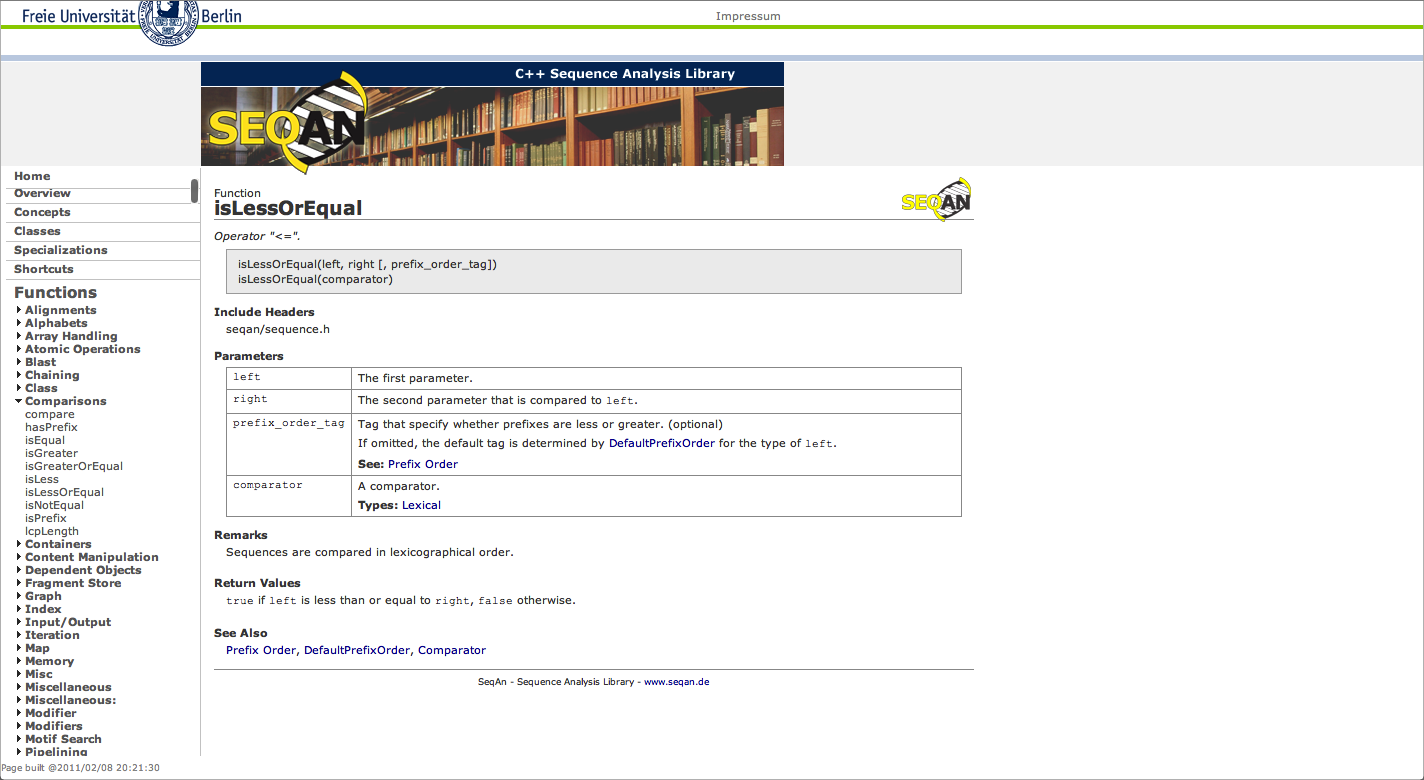 Freie Universität Berlin
Impressum
C++ Sequence Analysis Library
SEQAN
Home
Overview
Concepts
Classes
Specializations
Shortcuts
Functions
Alignments
Alphabets
Array Handling
Atomic Operations
Blast
Chaining
Class
Comparisons
compare
hasPrefix
isEqual
isGreater
isGreaterOrEqual
isLess
isLessOrEqual
isNotEqual
isPrefix
lcpLength
Containers
Content Manipulation
Dependent Objects
Fragment Store
Graph
Index
Input/Output
Iteration
Map
Memory
Misc
Miscellaneous
Miscellaneous:
Modifier
Modifiers
Motif Search
Pipelining
Function
isLessOrEqual
SEQAN
Operator "<=".
isLessOrEqual(left, right [, prefix_order_tag])
isLessOrEqual(comparator)
Include Headers
seqan/sequence.h
Parameters
left The first parameter.
right The second parameter that is compared to left.
prefix_order_tag Tag that specify whether prefixes are less or greater. (optional)
If omitted, the default tag is determined by DefaultPrefixOrder for the type of left.
See: Prefix Order
comparator A comparator.
Types: Lexical
Remarks
Sequences are compared in lexicographical order.
Return Values
true if left is less than or equal to right, false otherwise.
See Also
Prefix Order, DefaultPrefixOrder, Comparator
SeqAn - Sequence Analysis Library - www.seqan.de
Page built @2011/02/08 20:21:30